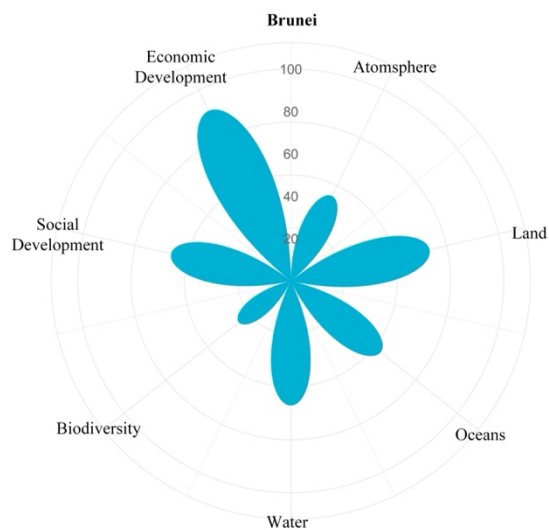 Brunei
Economic
Development
Atomsphere
100
80
60
40
20
Social
Development
Land
Biodiversity
Oceans
Water